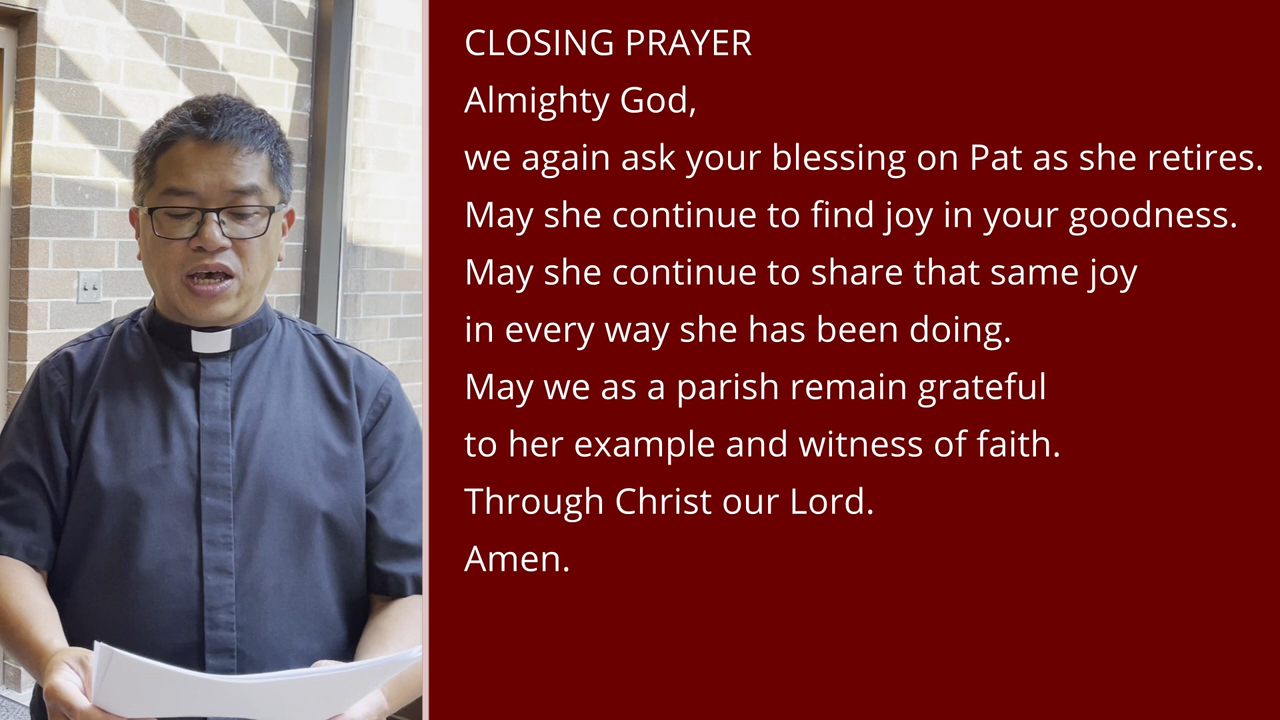 CLOSING PRAYER
Almighty God,
we again ask your blessing on Pat as she retires.
May she continue to find joy in your goodness.
May she continue to share that same joy
in every way she has been doing.
May we as a parish remain grateful
to her example and witness of faith.
Through Christ our Lord.
Amen.